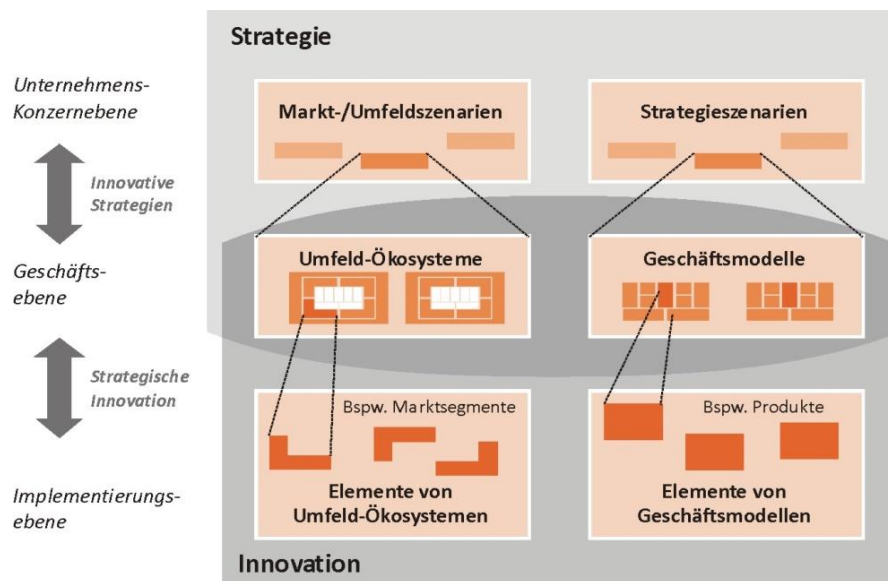 Strategie
Unternehmens-
Konzernebene
Markt-/Umfeldszenarien
Strategieszenarien
Innovative
Strategien
Geschäfts-
ebene
Umfeld-Ökosysteme
Geschäftsmodelle
Strategische
Innovation
Bspw. Marktsegmente
Bspw. Produkte
Implementierungs-
ebene
Elemente von
Umfeld-Ökosystemen
Elemente von
Geschäftsmodellen
Innovation